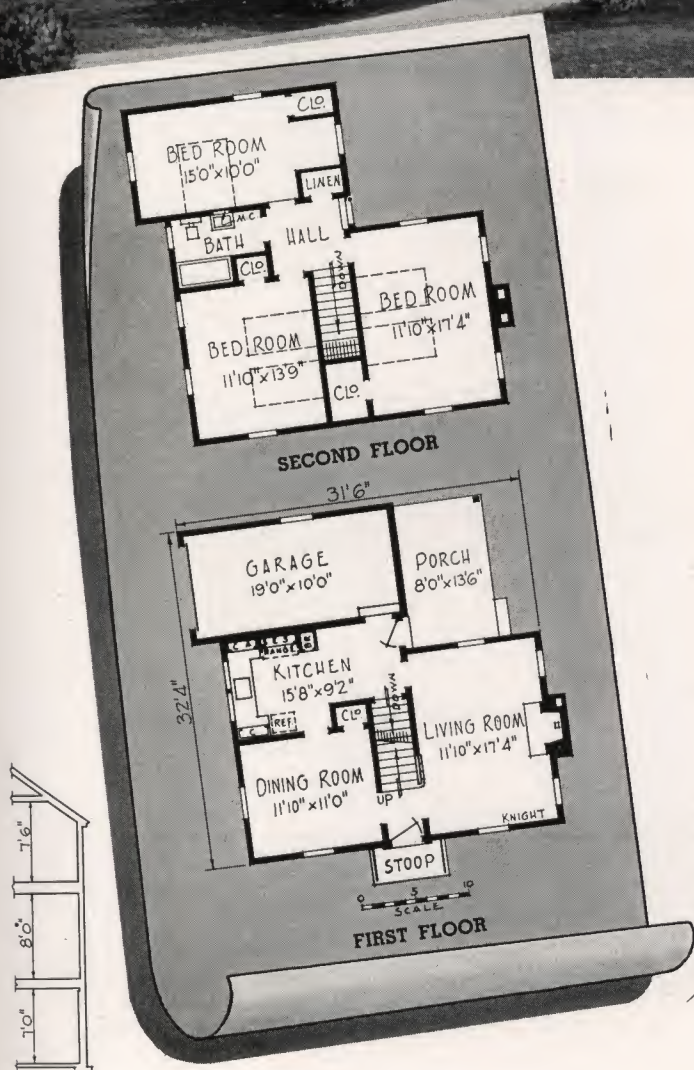 CLO.
BED ROOM
15'0"x10'0"
LINEN
M.C
BATH
HALL
CLO.
DOWN
BED ROOM
11'10"x17'4"
BED ROOM
11'10"x13'9"
CLO.
SECOND FLOOR
31'6"
GARAGE
19'0"x10'0"
PORCH
8'0"x13'6"
RANGE
KITCHEN
15'8"x9'2"
32'4"
REF.
C
CLO.
DOWN
LIVING ROOM
11'10"x17'4"
DINING ROOM
11'10"x11'0"
UP
KNIGHT
STOOP
0 5 10
SCALE
FIRST FLOOR
7'6"
8'0"
7'0"